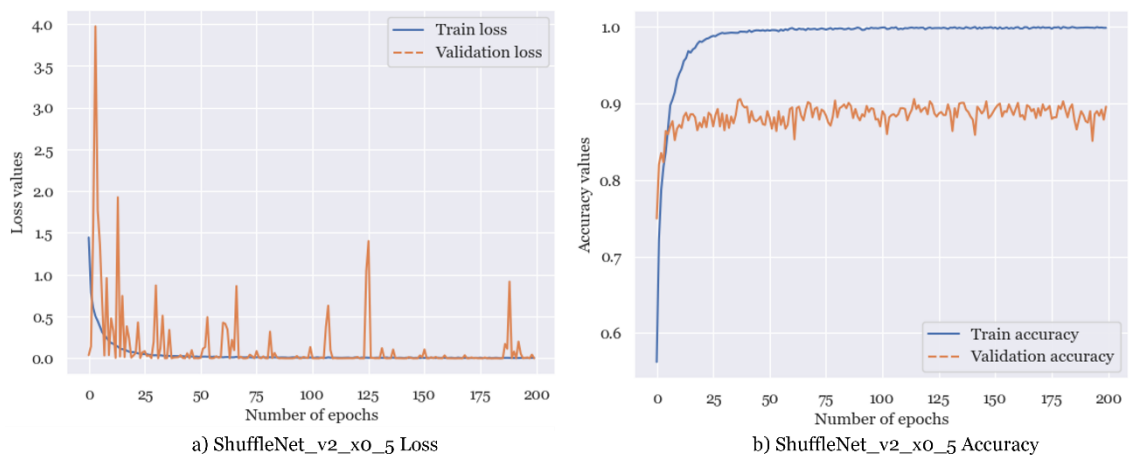 4.0
3.5
3.0
2.5
2.0
1.5
1.0
0.5
0.0
Loss values
Train loss
Validation loss
0 25 50 75 100 125 150 175 200
Number of epochs
a) ShuffleNet_v2_x0_5 Loss
1.0
0.9
0.8
0.7
0.6
Accuracy values
Train accuracy
Validation accuracy
0 25 50 75 100 125 150 175 200
Number of epochs
b) ShuffleNet_v2_x0_5 Accuracy